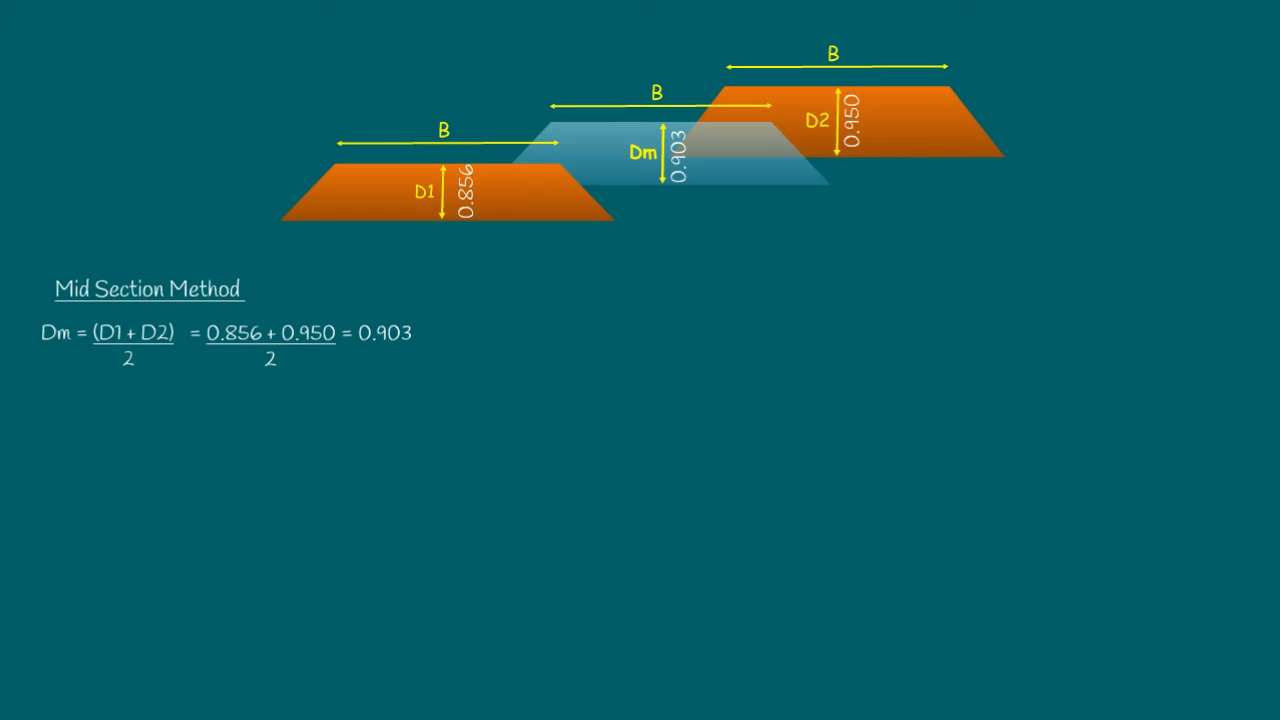 B
B
D2 0.950
B
Dm 0.903
D1 0.856
Mid Section Method
Dm = (D1 + D2) = 0.856 + 0.950 = 0.903
2 2